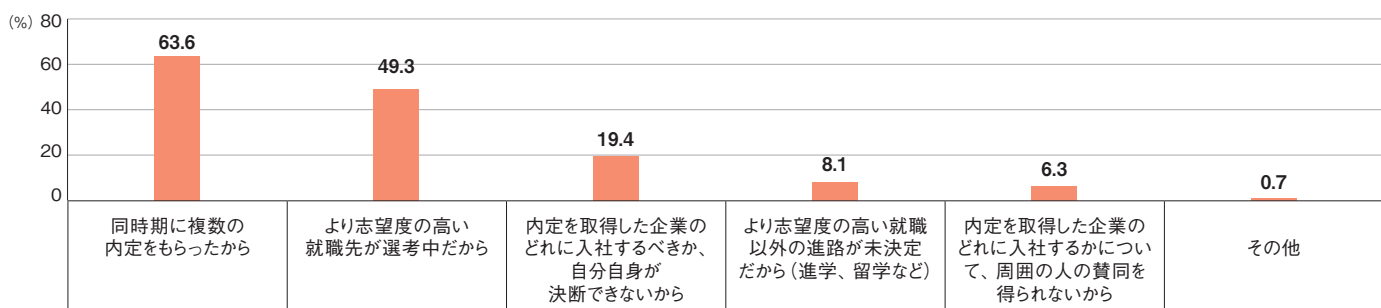 (%)
80
60
40
20
0
63.6
49.3
19.4
8.1
6.3
0.7
同時期に複数の
内定をもらったから
より志望度の高い
就職先が選考中だから
内定を取得した企業の
どれに入社するべきか、
自分自身が
決断できないから
より志望度の高い就職
以外の進路が未決定
だから(進学、留学など)
内定を取得した企業の
どれに入社するかについ
て、周囲の人の賛同を
得られないから
その他